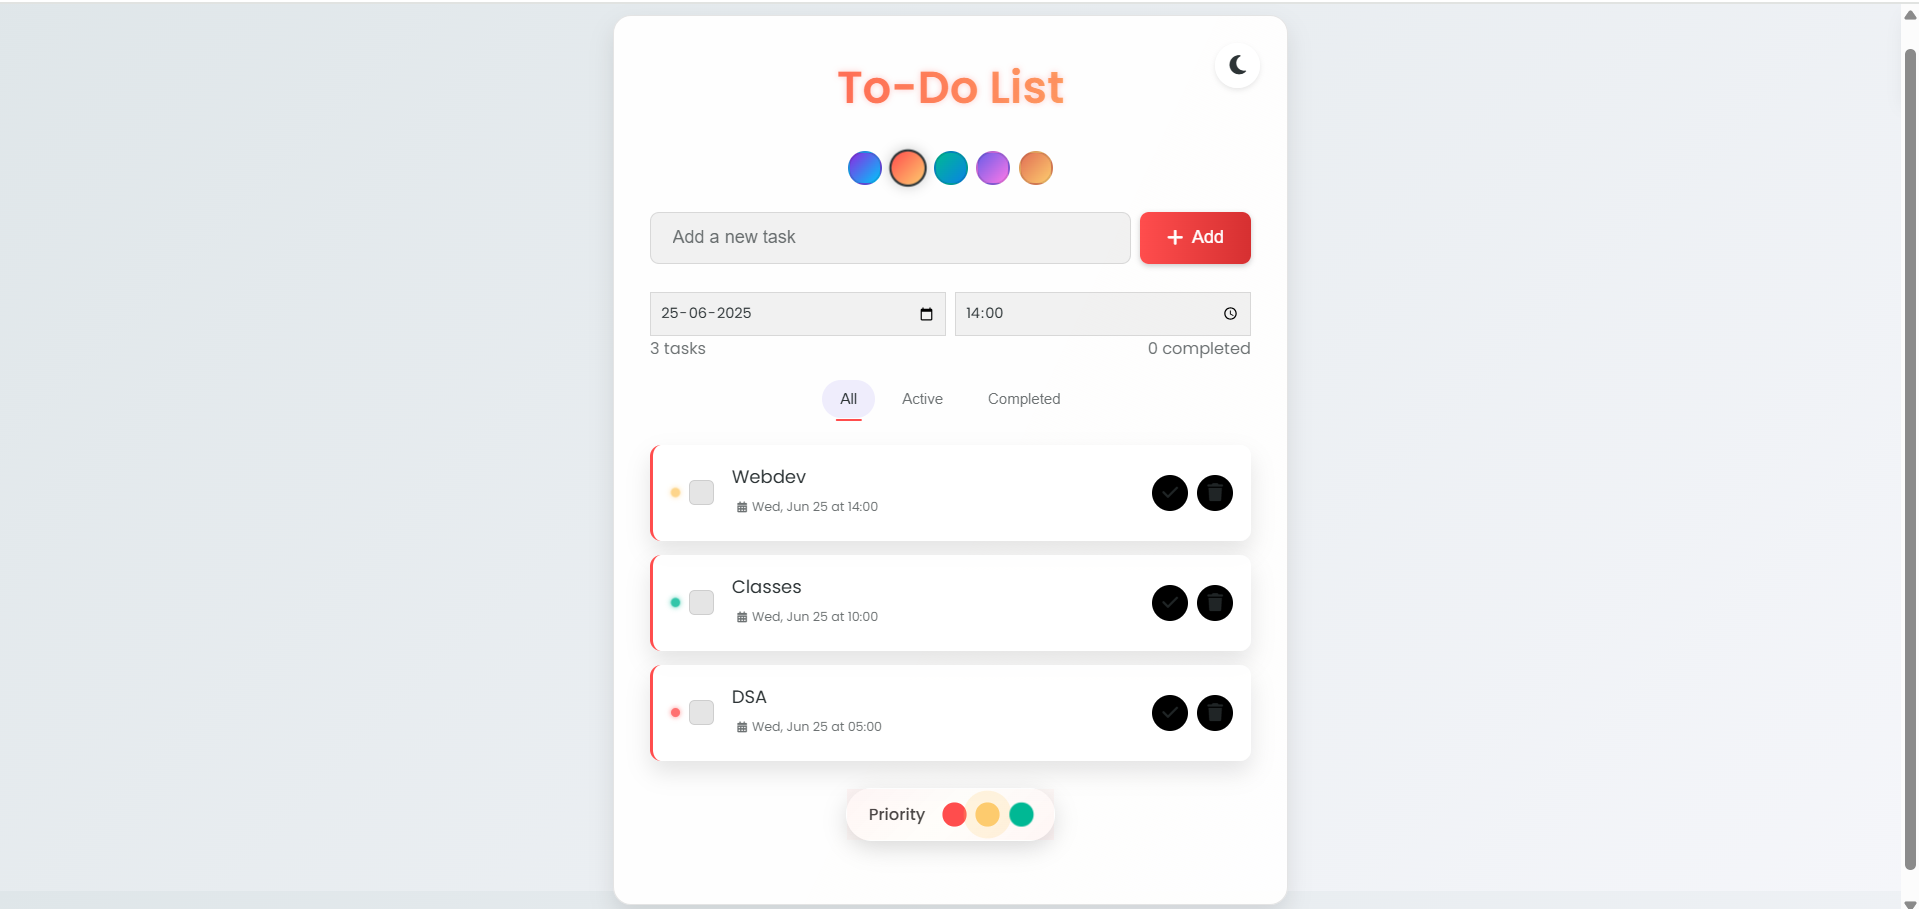 To-Do List
Add a new task
+ Add
25-06-2025
14:00
3 tasks
0 completed
All
Active
Completed
Webdev
Wed, Jun 25 at 14:00
Classes
Wed, Jun 25 at 10:00
DSA
Wed, Jun 25 at 05:00
Priority